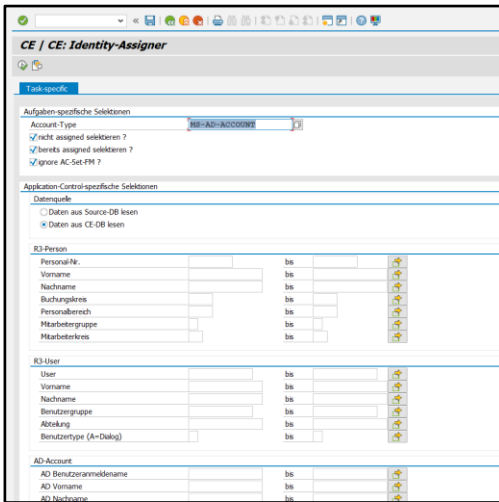 CE | CE: Identity-Assigner
Task-specific
Aufgaben-spezifische Selektionen
Account-Type MS-AD-ACCOUNT
nicht assigned selektieren ?
bereits assigned selektieren ?
ignore AC-Set-FM ?
Application-Control-spezifische Selektionen
Datenquelle
Daten aus Source-DB lesen
Daten aus CE-DB lesen
R3-Person
Personal-Nr. bis
Vorname bis
Nachname bis
Buchungskreis bis
Personalbereich bis
Mitarbeitergruppe bis
Mitarbeiterkreis bis
R3-User
User bis
Vorname bis
Nachname bis
Benutzergruppe bis
Abteilung bis
Benutzertype (A=Dialog) bis
AD-Account
AD Benutzeranmeldename bis
AD Vorname bis
AD Nachname bis